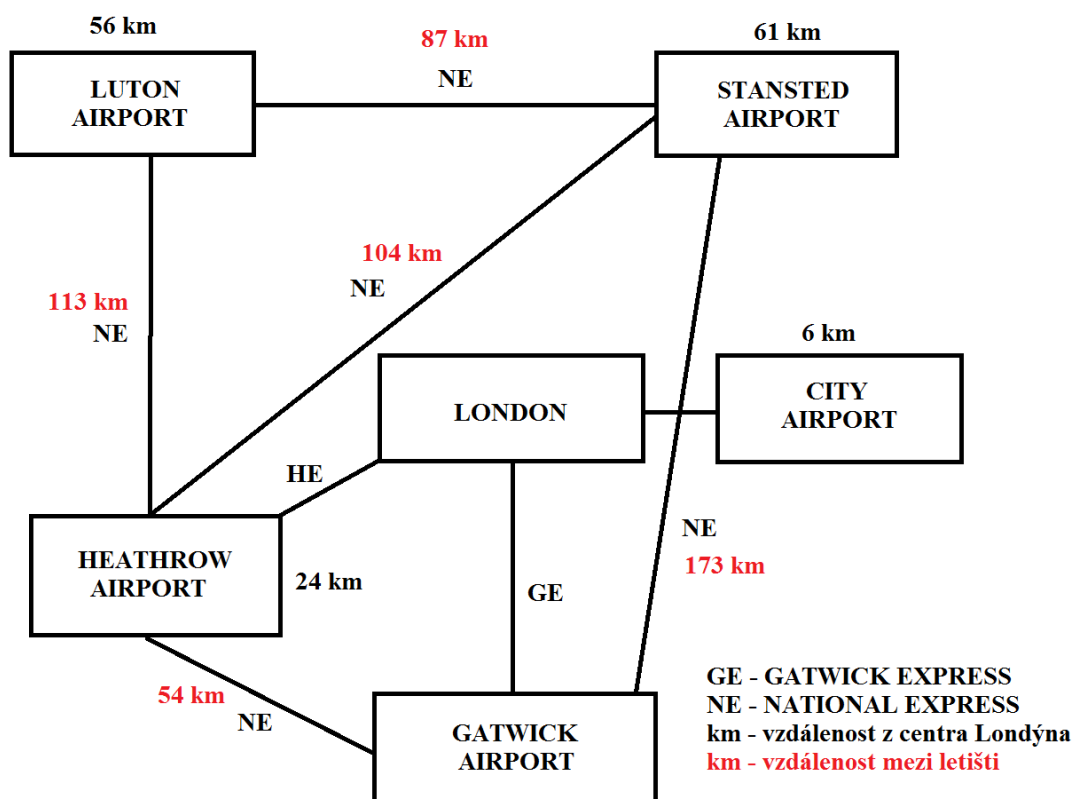 56 km
87 km
61 km
LUTON
AIRPORT
NE
STANSTED
AIRPORT
104 km
NE
113 km
NE
6 km
LONDON
CITY
AIRPORT
HE
NE
173 km
HEATHROW
AIRPORT
24 km
GE
54 km
NE
GATWICK
AIRPORT
GE - GATWICK EXPRESS
NE - NATIONAL EXPRESS
km - vzdálenost z centra Londýna
km - vzdálenost mezi letišti